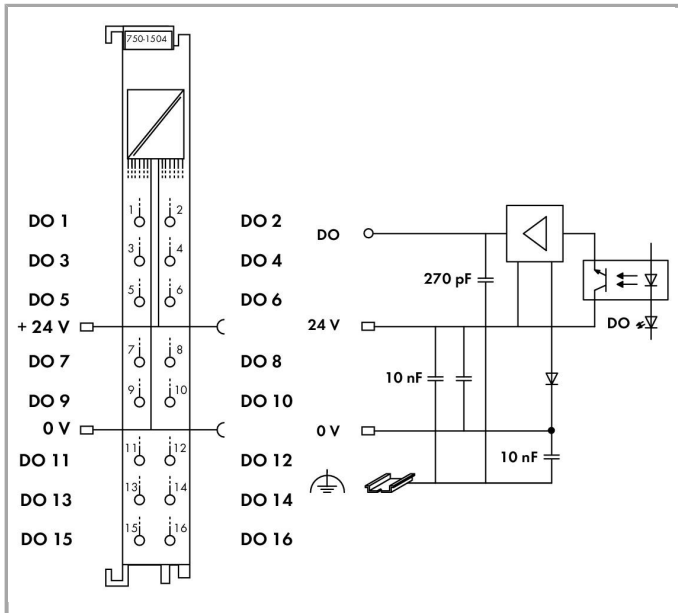 750-1504
1 2
DO 1 DO 2
3 4
DO 3 DO 4
5 6
DO 5 DO 6
+ 24 V
7 8
DO 7 DO 8
9 10
DO 9 DO 10
0 V
11 12
DO 11 DO 12
13 14
DO 13 DO 14
15 16
DO 15 DO 16
DO
270 pF
24 V
DO
10 nF
0 V
10 nF